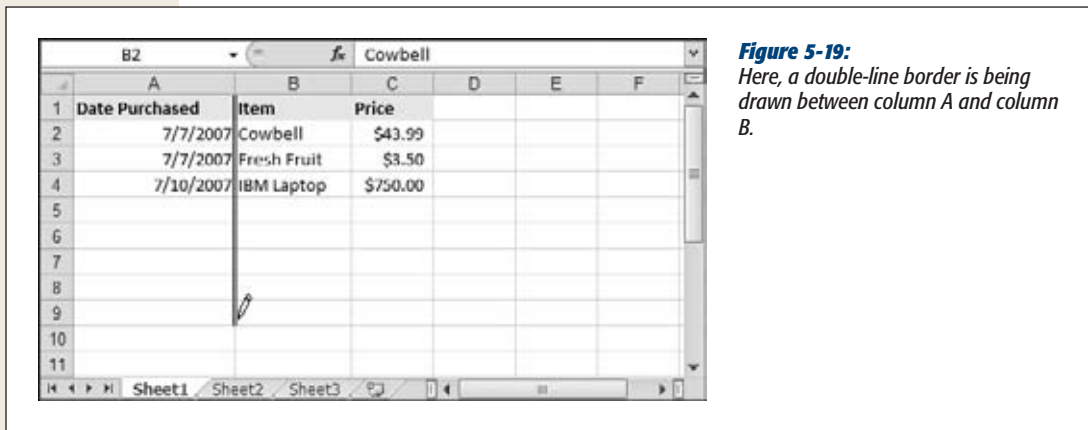 B2 fx Cowbell
A B C D E F
1 Date Purchased Item Price
2 7/7/2007 Cowbell $43.99
3 7/7/2007 Fresh Fruit $3.50
4 7/10/2007 IBM Laptop $750.00
5
6
7
8
9
10
11
Sheet1 Sheet2 Sheet3
Figure 5-19:
Here, a double-line border is being
drawn between column A and column
B.